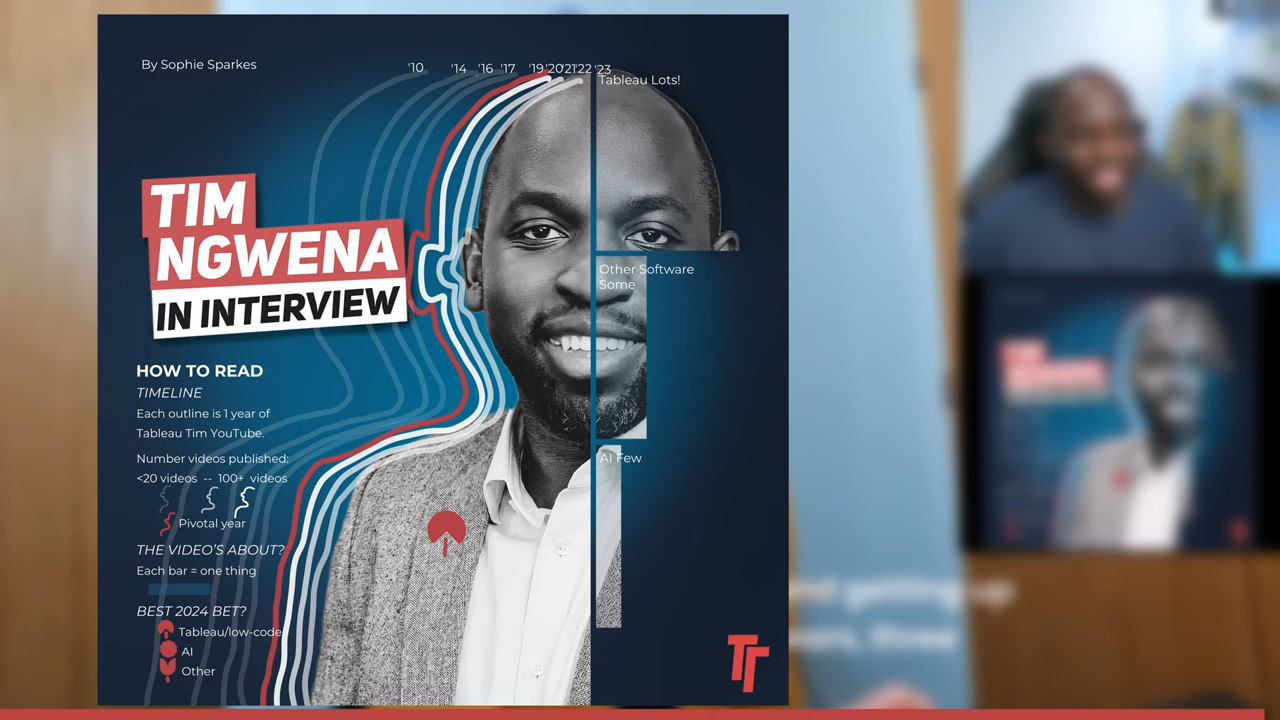 By Sophie Sparkes
'10 '14 '16 '17 '19 '20 '21 '22 '23
Tableau Lots!
TIM
NGWENA
IN INTERVIEW
Other Software
Some
HOW TO READ
TIMELINE
Each outline is 1 year of
Tableau Tim YouTube.
Number videos published:
<20 videos -- 100+ videos
Pivotal year
AI Few
THE VIDEO'S ABOUT?
Each bar = one thing
BEST 2024 BET?
Tableau/low-code
AI
Other
TT